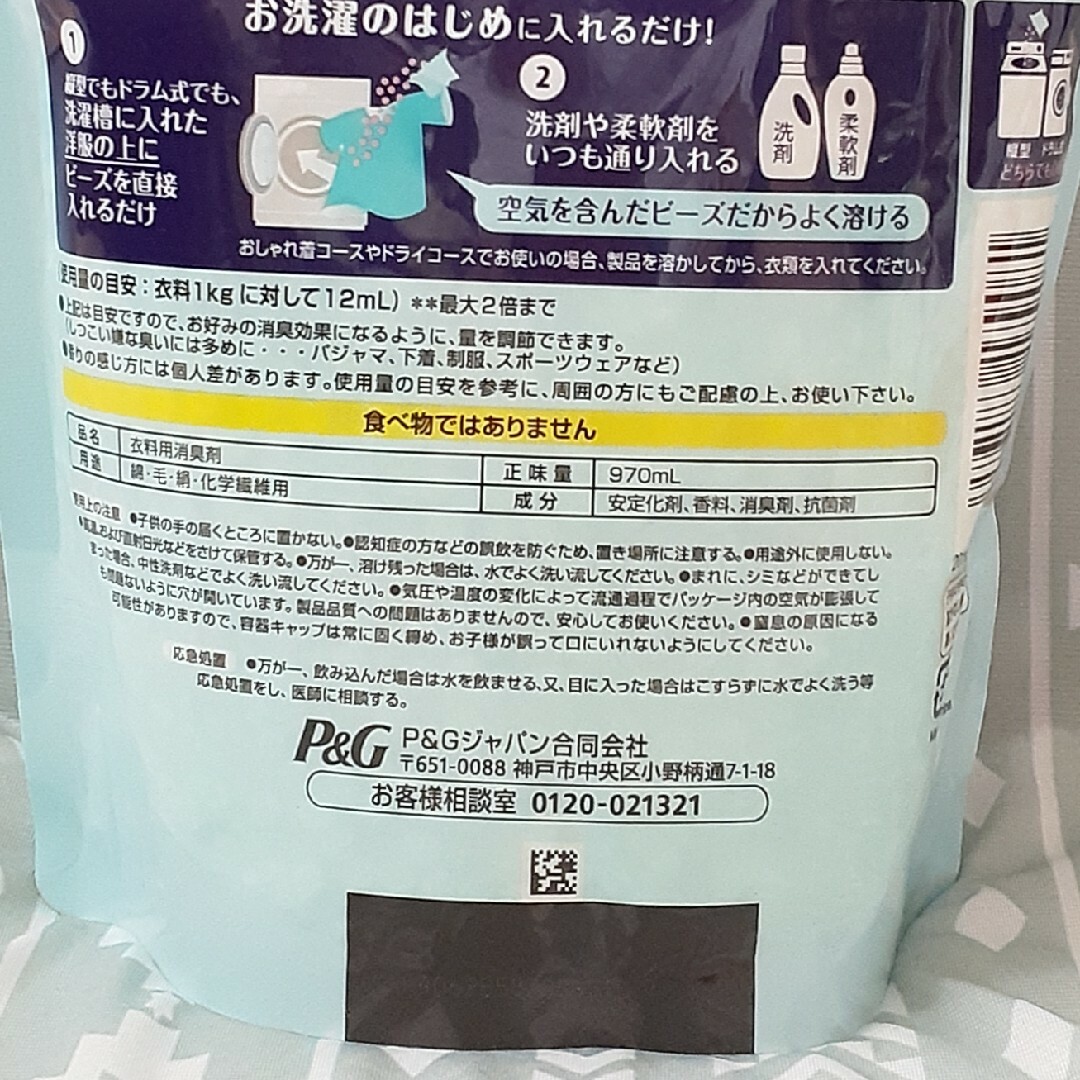 お洗濯のはじめに入れるだけ!
1
縦型でもドラム式でも、
洗濯槽に入れた
洋服の上に
ビーズを直接
入れるだけ
2
洗剤や柔軟剤を
いつも通り入れる
洗剤
柔軟剤
空気を含んだビーズだからよく溶ける
おしゃれ着コースやドライコースでお使いの場合、製品を溶かしてから、衣類を入れてください。
縦型 ドラム式
どちらでも
使用量の目安:衣料1kgに対して12mL) **最大2倍まで
●上記は目安ですので、お好みの消臭効果になるように、量を調節できます。
(しつこい嫌な臭いには多めに・・・パジャマ、下着、制服、スポーツウェアなど)
●香りの感じ方には個人差があります。使用量の目安を参考に、周囲の方にもご配慮の上、お使い下さい。
食べ物ではありません
品名 衣料用消臭剤
用途 綿・毛・絹・化学繊維用
正味量 970mL
成分 安定化剤、香料、消臭剤、抗菌剤
使用上の注意 ●子供の手の届くところに置かない。●認知症の方などの誤飲を防ぐため、置き場所に注意する。●用途外に使用しない。
●高温、および直射日光などをさけて保管する。●万が一、溶け残った場合は、水でよく洗い流してください。●まれに、シミなどができてし
まった場合、中性洗剤などでよく洗い流してください。●気圧や温度の変化によって流通過程でパッケージ内の空気が膨張して
も問題ないように穴が開いています。製品品質への問題はありませんので、安心してお使いください。●窒息の原因になる
可能性がありますので、容器キャップは常に固く締め、お子様が誤って口にいれないようにしてください。
応急処置 ●万が一、飲み込んだ場合は水を飲ませる、又、目に入った場合はこすらずに水でよく洗う等
応急処置をし、医師に相談する。
P&G P&Gジャパン合同会社
〒651-0088 神戸市中央区小野柄通7-1-18
お客様相談室 0120-021321